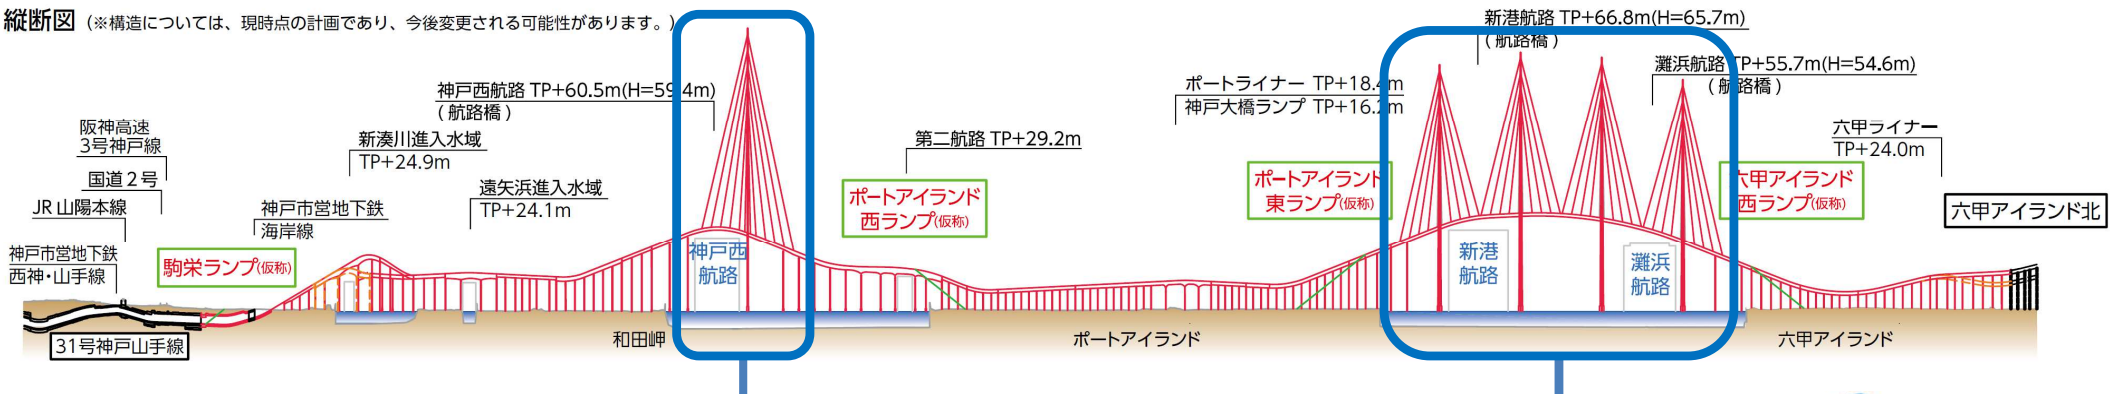 縦断図 (※構造については、現時点の計画であり、今後変更される可能性があります。)
新港航路 TP+66.8m(H=65.7m)
(航路橋)
灘浜航路 TP+55.7m(H=54.6m)
(航路橋)
神戸西航路 TP+60.5m(H=59.4m)
(航路橋)
ポートライナー TP+18.4m
神戸大橋ランプ TP+16.2m
阪神高速
3号神戸線
新湊川進入水域
TP+24.9m
第二航路 TP+29.2m
六甲ライナー
TP+24.0m
国道2号
遠矢浜進入水域
TP+24.1m
ポートアイランド
西ランプ(仮称)
ポートアイランド
東ランプ(仮称)
六甲アイランド
西ランプ(仮称)
JR山陽本線
神戸市営地下鉄
海岸線
六甲アイランド北
神戸市営地下鉄
西神・山手線
駒栄ランプ(仮称)
神戸西
航路
新港
航路
灘浜
航路
31号神戸山手線
和田岬
ポートアイランド
六甲アイランド